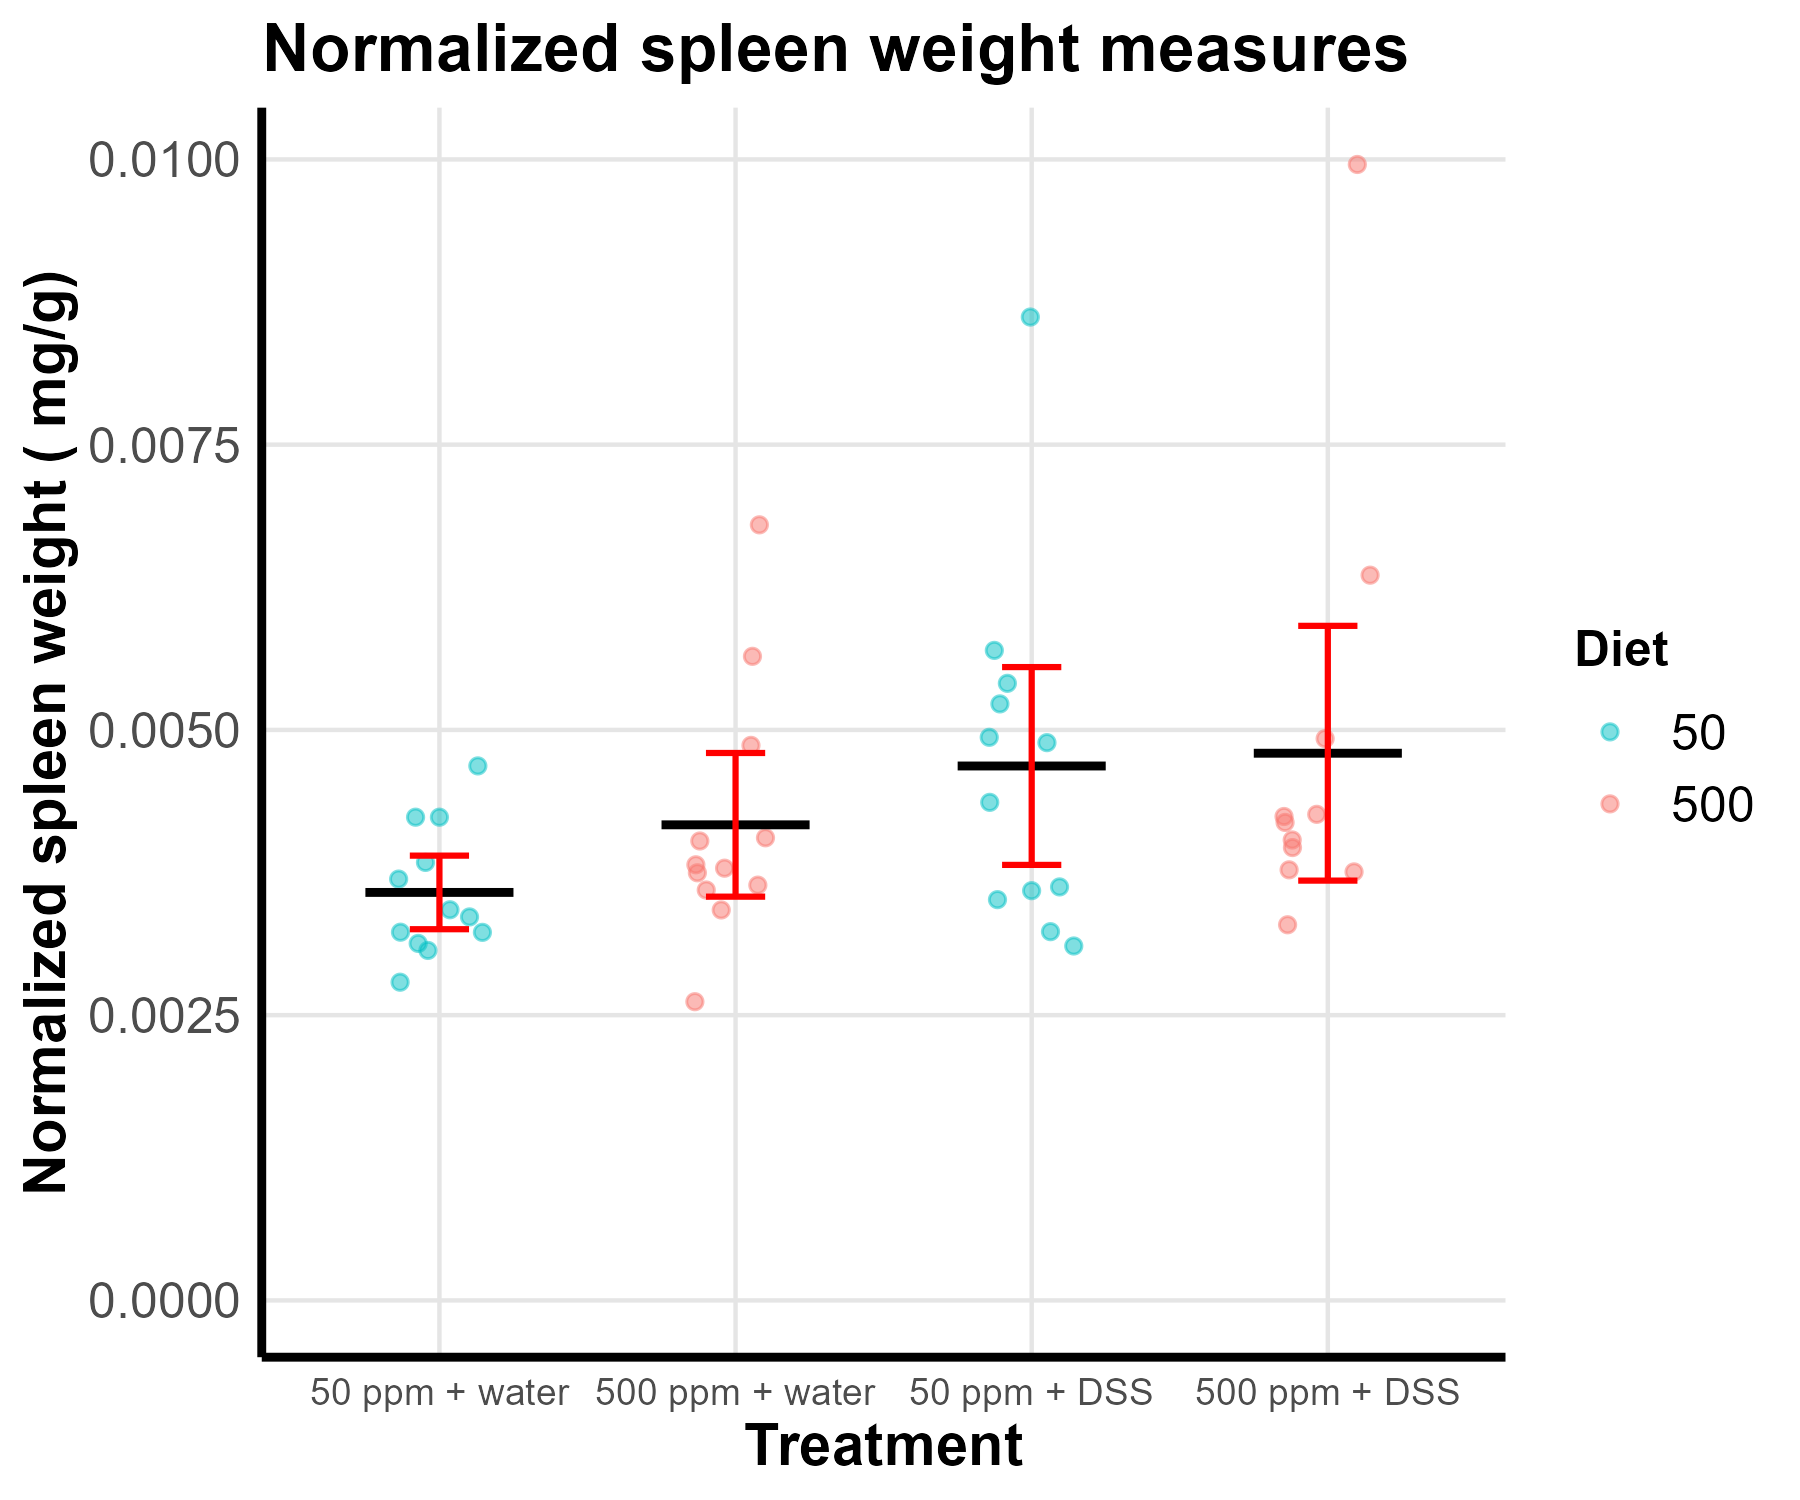 Normalized spleen weight measures
Normalized spleen weight ( mg/g)
0.0100
0.0075
0.0050
0.0025
0.0000
50 ppm + water
500 ppm + water
50 ppm + DSS
500 ppm + DSS
Treatment
Diet
50
500